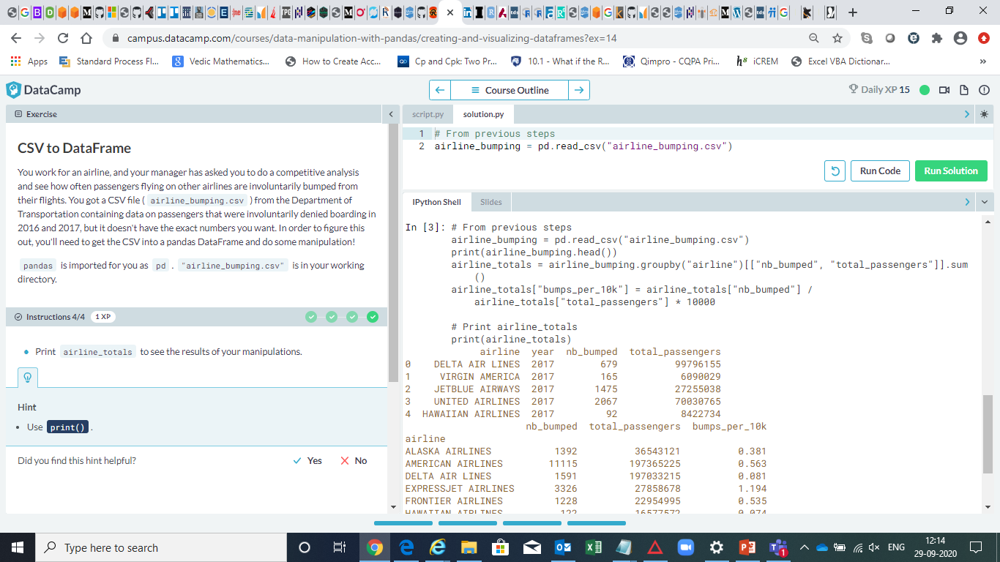 campus.datacamp.com/courses/data-manipulation-with-pandas/creating-and-visualizing-dataframes?ex=14
Apps Standard Process Fl... Vedic Mathematics... How to Create Acc... Cp and Cpk: Two Pr... 10.1 - What if the R... Qimpro - CQPA Pri... iCREM Excel VBA Dictionar... »
DataCamp
Course Outline
Daily XP 15
Exercise
CSV to DataFrame
You work for an airline, and your manager has asked you to do a competitive analysis
and see how often passengers flying on other airlines are involuntarily bumped from
their flights. You got a CSV file ( airline_bumping.csv ) from the Department of
Transportation containing data on passengers that were involuntarily denied boarding in
2016 and 2017, but it doesn't have the exact numbers you want. In order to figure this
out, you'll need to get the CSV into a pandas DataFrame and do some manipulation!
pandas is imported for you as pd . "airline_bumping.csv" is in your working
directory.
Instructions 4/4 1 XP
Print airline_totals to see the results of your manipulations.
Hint
Use print() .
Did you find this hint helpful? Yes No
script.py solution.py
1 # From previous steps
2 airline_bumping = pd.read_csv("airline_bumping.csv")
Run Code Run Solution
IPython Shell Slides
In [3]: # From previous steps
airline_bumping = pd.read_csv("airline_bumping.csv")
print(airline_bumping.head())
airline_totals = airline_bumping.groupby("airline")[["nb_bumped", "total_passengers"]].sum
()
airline_totals["bumps_per_10k"] = airline_totals["nb_bumped"] /
airline_totals["total_passengers"] * 10000
# Print airline_totals
print(airline_totals)
airline year nb_bumped total_passengers
0 DELTA AIR LINES 2017 679 99796155
1 VIRGIN AMERICA 2017 165 6090029
2 JETBLUE AIRWAYS 2017 1475 27255038
3 UNITED AIRLINES 2017 2067 70030765
4 HAWAIIAN AIRLINES 2017 92 8422734
nb_bumped total_passengers bumps_per_10k
airline
ALASKA AIRLINES 1392 36543121 0.381
AMERICAN AIRLINES 11115 197365225 0.563
DELTA AIR LINES 1591 197033215 0.081
EXPRESSJET AIRLINES 3326 27858678 1.194
FRONTIER AIRLINES 1228 22954995 0.535
HAWAIIAN AIRLINES 122 16577572 0.074
Type here to search
ENG
12:14
29-09-2020